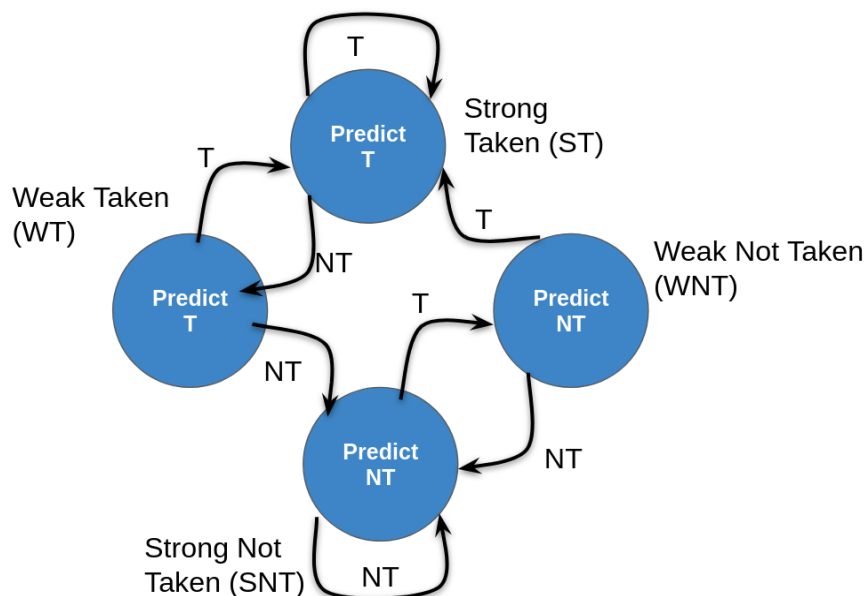 T
Predict
T
Strong
Taken (ST)
T
Weak Taken
(WT)
NT
T
Weak Not Taken
(WNT)
Predict
T
Predict
NT
T
NT
NT
Predict
NT
Strong Not
Taken (SNT)
NT